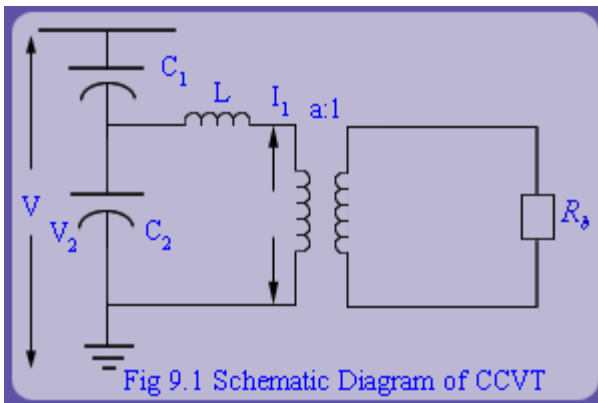 C1
L
I1
a:1
V
V2
C2
Rb
Fig 9.1 Schematic Diagram of CCVT